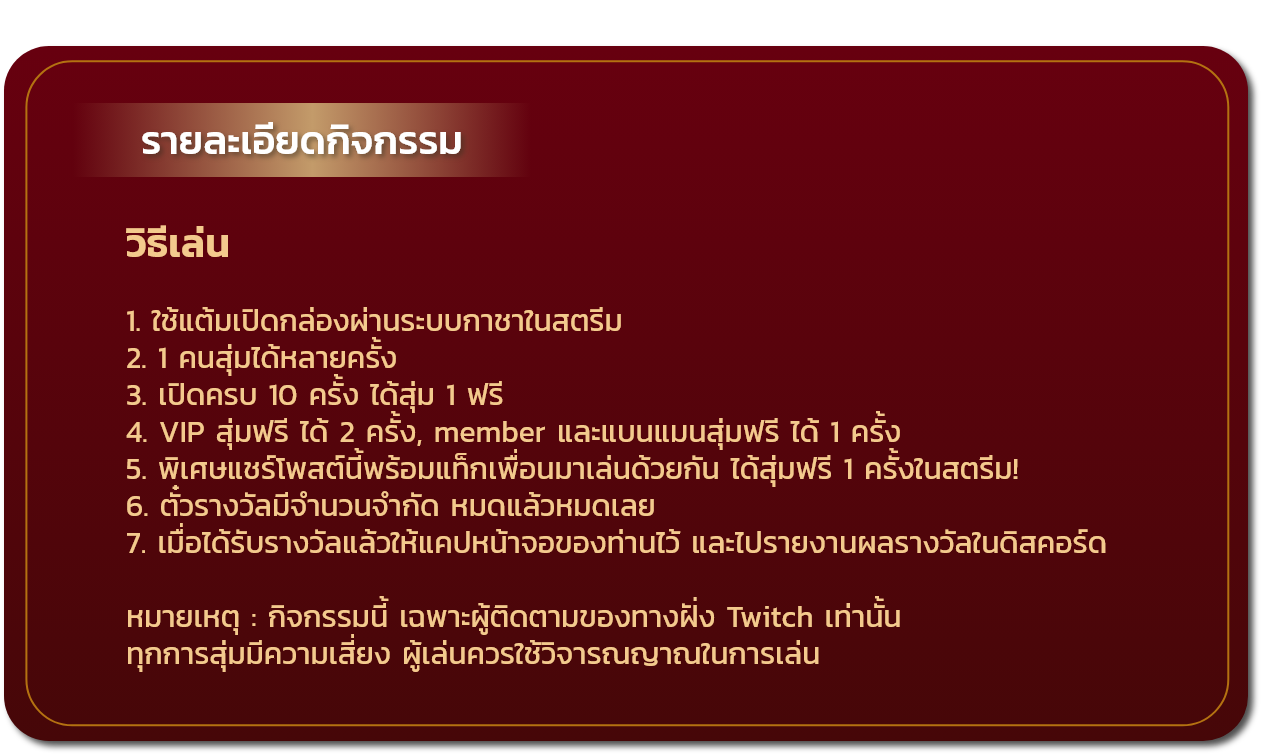 รายละเอียดกิจกรรม
วิธีเล่น
1. ใช้แต้มเปิดกล่องผ่านระบบกาชาในสตรีม
2. 1 คนสุ่มได้หลายครั้ง
3. เปิดครบ 10 ครั้ง ได้สุ่ม 1 ฟรี
4. VIP สุ่มฟรี ได้ 2 ครั้ง, member และแบนแมนสุ่มฟรี ได้ 1 ครั้ง
5. พิเศษแชร์โพสต์นี้พร้อมแท็กเพื่อนมาเล่นด้วยกัน ได้สุ่มฟรี 1 ครั้งในสตรีม!
6. ตั๋วรางวัลมีจำนวนจำกัด หมดแล้วหมดเลย
7. เมื่อได้รับรางวัลแล้วให้แคปหน้าจอของท่านไว้ และไปรายงานผลรางวัลในดิสคอร์ด
หมายเหตุ : กิจกรรมนี้ เฉพาะผู้ติดตามของทางฝั่ง Twitch เท่านั้น
ทุกการสุ่มมีความเสี่ยง ผู้เล่นควรใช้วิจารณญาณในการเล่น